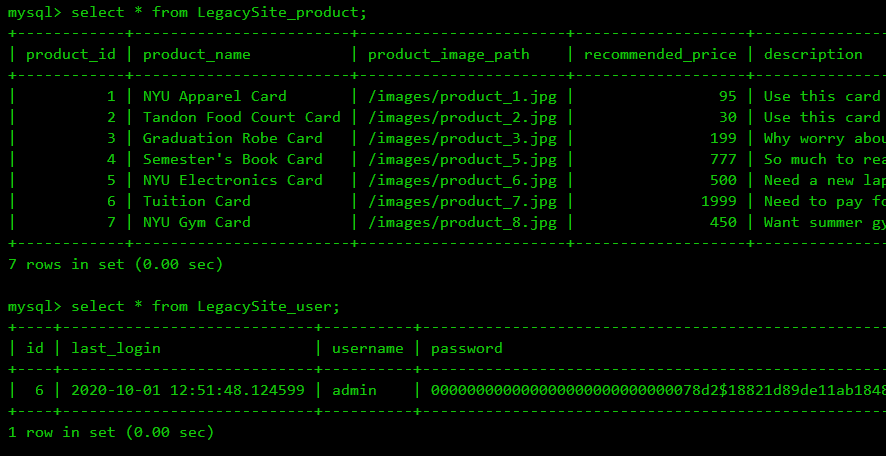 mysql> select * from LegacySite_product;
| product_id | product_name | product_image_path | recommended_price | description
| 1 | NYU Apparel Card | /images/product_1.jpg | 95 | Use this card
| 2 | Tandon Food Court Card | /images/product_2.jpg | 30 | Use this card
| 3 | Graduation Robe Card | /images/product_3.jpg | 199 | Why worry abou
| 4 | Semester's Book Card | /images/product_5.jpg | 777 | So much to rea
| 5 | NYU Electronics Card | /images/product_6.jpg | 500 | Need a new lap
| 6 | Tuition Card | /images/product_7.jpg | 1999 | Need to pay fo
| 7 | NYU Gym Card | /images/product_8.jpg | 450 | Want summer gy
7 rows in set (0.00 sec)
mysql> select * from LegacySite_user;
| id | last_login | username | password
| 6 | 2020-10-01 12:51:48.124599 | admin | 000000000000000000000000000078d2$18821d89de11ab1848
1 row in set (0.00 sec)